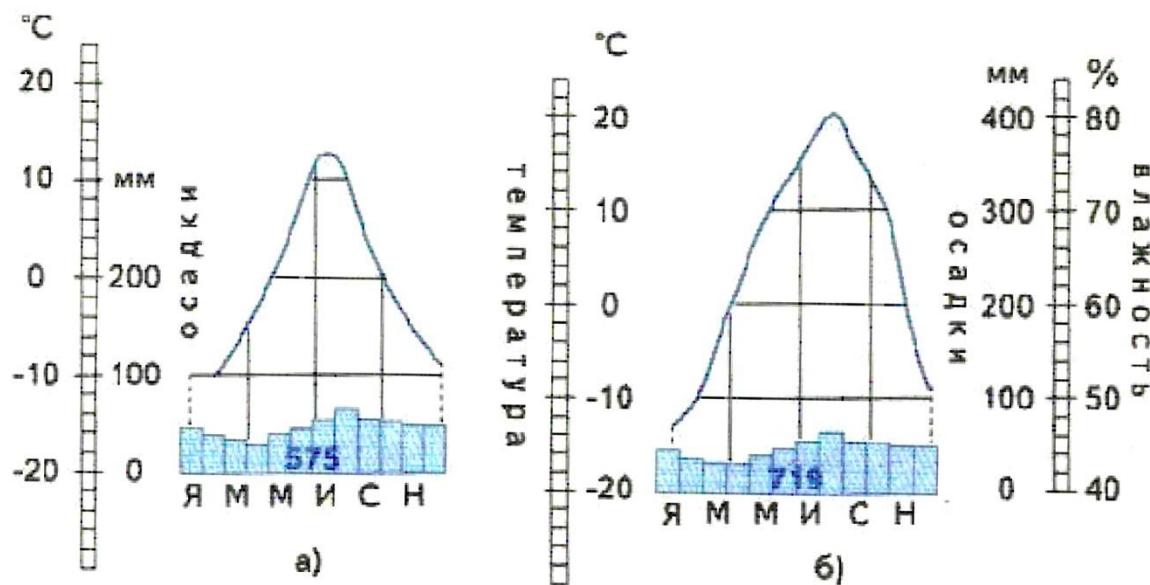 °C
20
10
0
-10
-20
мм
200
100
0
осадки
575
Я М М И С Н
а)
температура
°C
20
10
0
-10
-20
719
Я М М И С Н
б)
осадки
мм
400
300
200
100
0
%
80
70
60
50
40
влажность